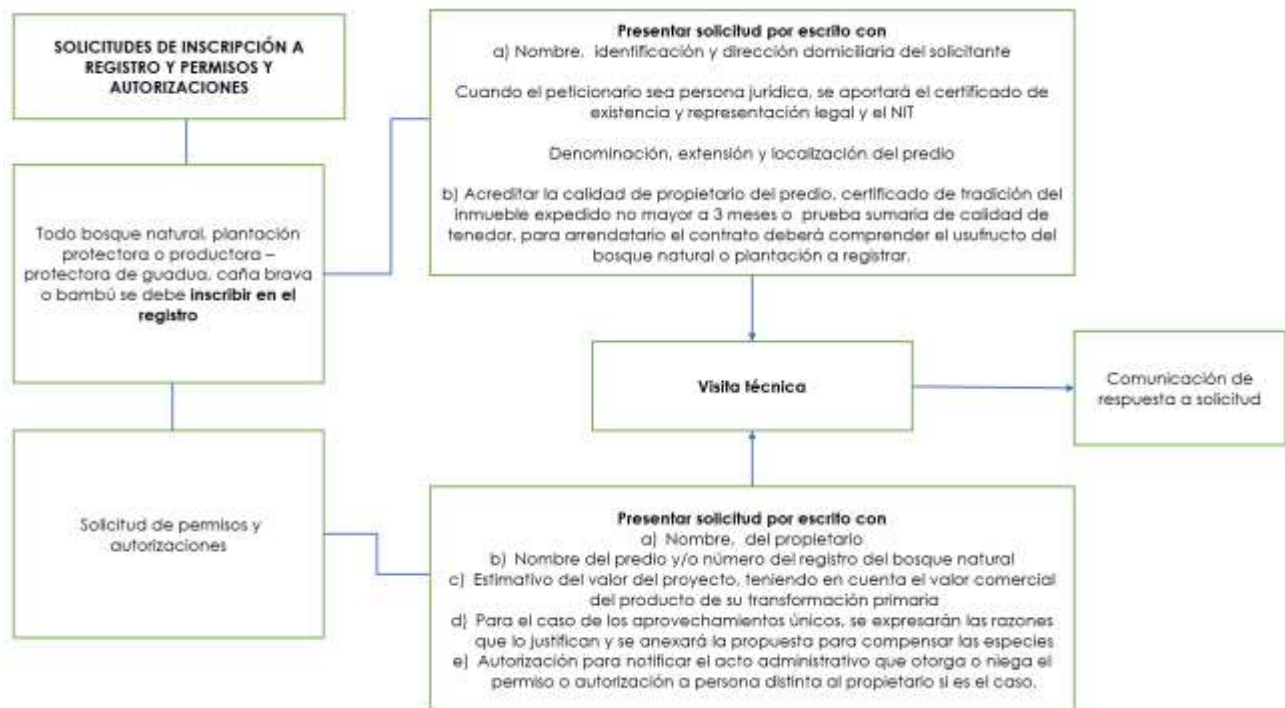 SOLICITUDES DE INSCRIPCIÓN A
REGISTRO Y PERMISOS Y
AUTORIZACIONES
Todo bosque natural, plantación
protectora o productora –
protectora de guadua, caña brava
o bambú se debe inscribir en el
registro
Solicitud de permisos y
autorizaciones
Presentar solicitud por escrito con
a) Nombre, identificación y dirección domiciliaria del solicitante
Cuando el peticionario sea persona jurídica, se aportará el certificado de
existencia y representación legal y el NIT
Denominación, extensión y localización del predio
b) Acreditar la calidad de propietario del predio, certificado de tradición del
inmueble expedido no mayor a 3 meses o prueba sumaria de calidad de
tenedor, para arrendatario el contrato deberá comprender el usufructo del
bosque natural o plantación a registrar.
Visita técnica
Comunicación de
respuesta a solicitud
Presentar solicitud por escrito con
a) Nombre, del propietario
b) Nombre del predio y/o número del registro del bosque natural
c) Estimativo del valor del proyecto, teniendo en cuenta el valor comercial
del producto de su transformación primaria
d) Para el caso de los aprovechamientos únicos, se expresarán las razones
que lo justifican y se anexará la propuesta para compensar las especies
e) Autorización para notificar el acto administrativo que otorga o niega el
permiso o autorización a persona distinta al propietario si es el caso.